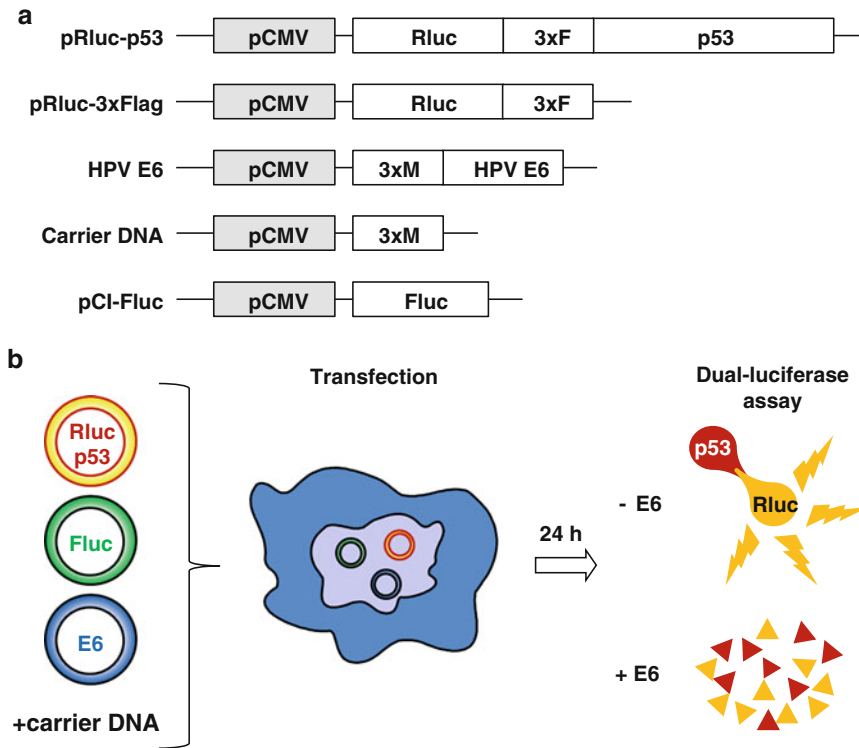 a
pRluc-p53 pCMV Rluc 3xF p53
pRluc-3xFlag pCMV Rluc 3xF
HPV E6 pCMV 3xM HPV E6
Carrier DNA pCMV 3xM
pCI-Fluc pCMV Fluc
b
Transfection
Dual-luciferase
assay
Rluc
p53
Fluc
E6
+carrier DNA
24 h
p53
Rluc
- E6
+ E6